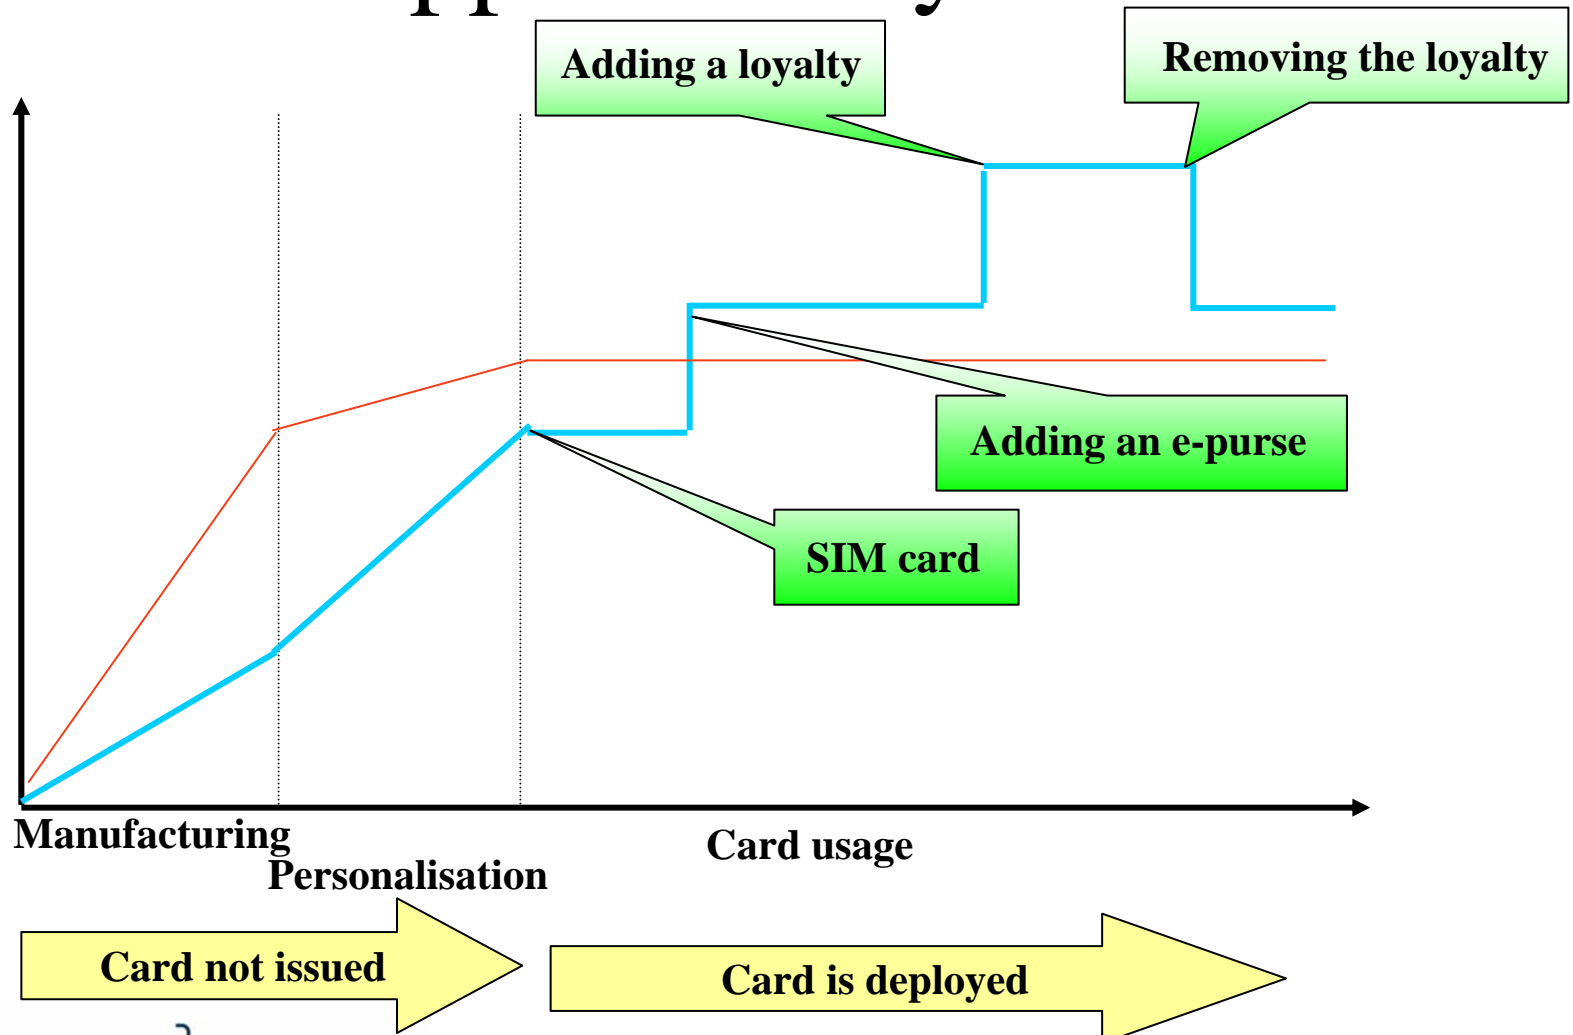 Adding a loyalty
Removing the loyalty
Adding an e-purse
SIM card
Manufacturing
Personalisation
Card usage
Card not issued
Card is deployed